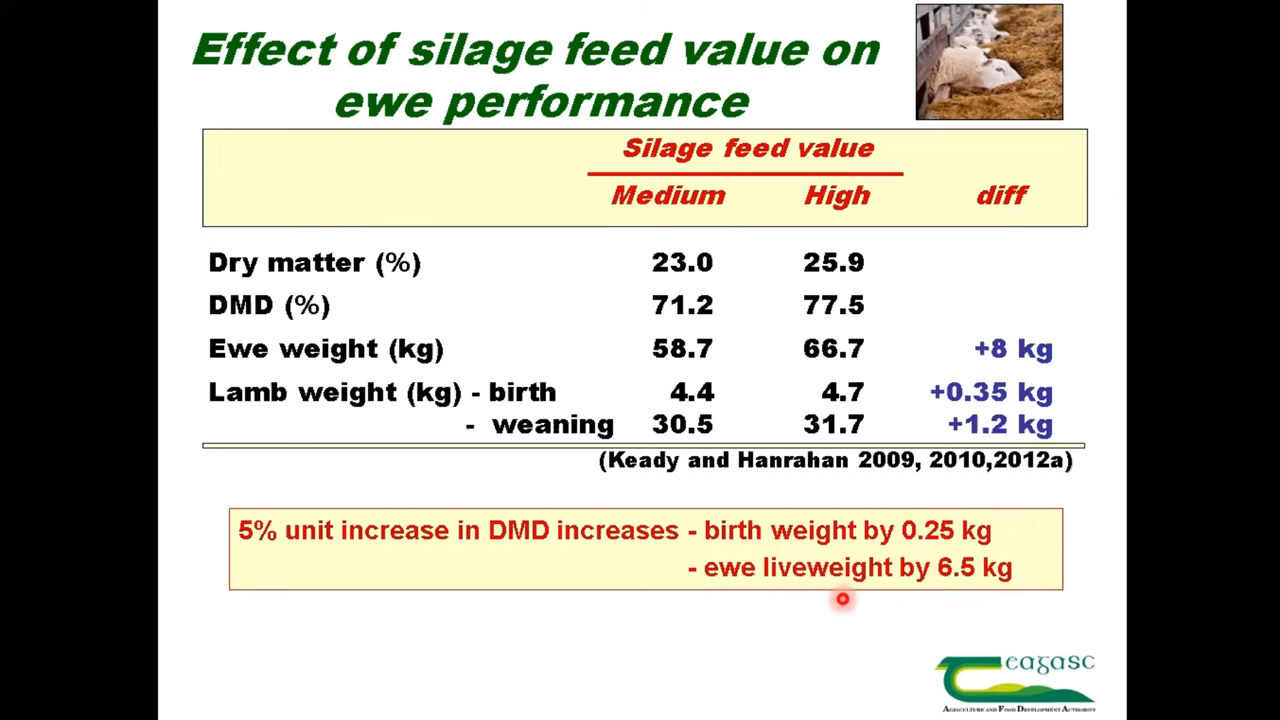 Effect of silage feed value on
ewe performance
Silage feed value
Medium High diff
Dry matter (%) 23.0 25.9
DMD (%) 71.2 77.5
Ewe weight (kg) 58.7 66.7 +8 kg
Lamb weight (kg) - birth 4.4 4.7 +0.35 kg
- weaning 30.5 31.7 +1.2 kg
(Keady and Hanrahan 2009, 2010,2012a)
5% unit increase in DMD increases - birth weight by 0.25 kg
- ewe liveweight by 6.5 kg
Teagasc
Agriculture and Food Development Authority